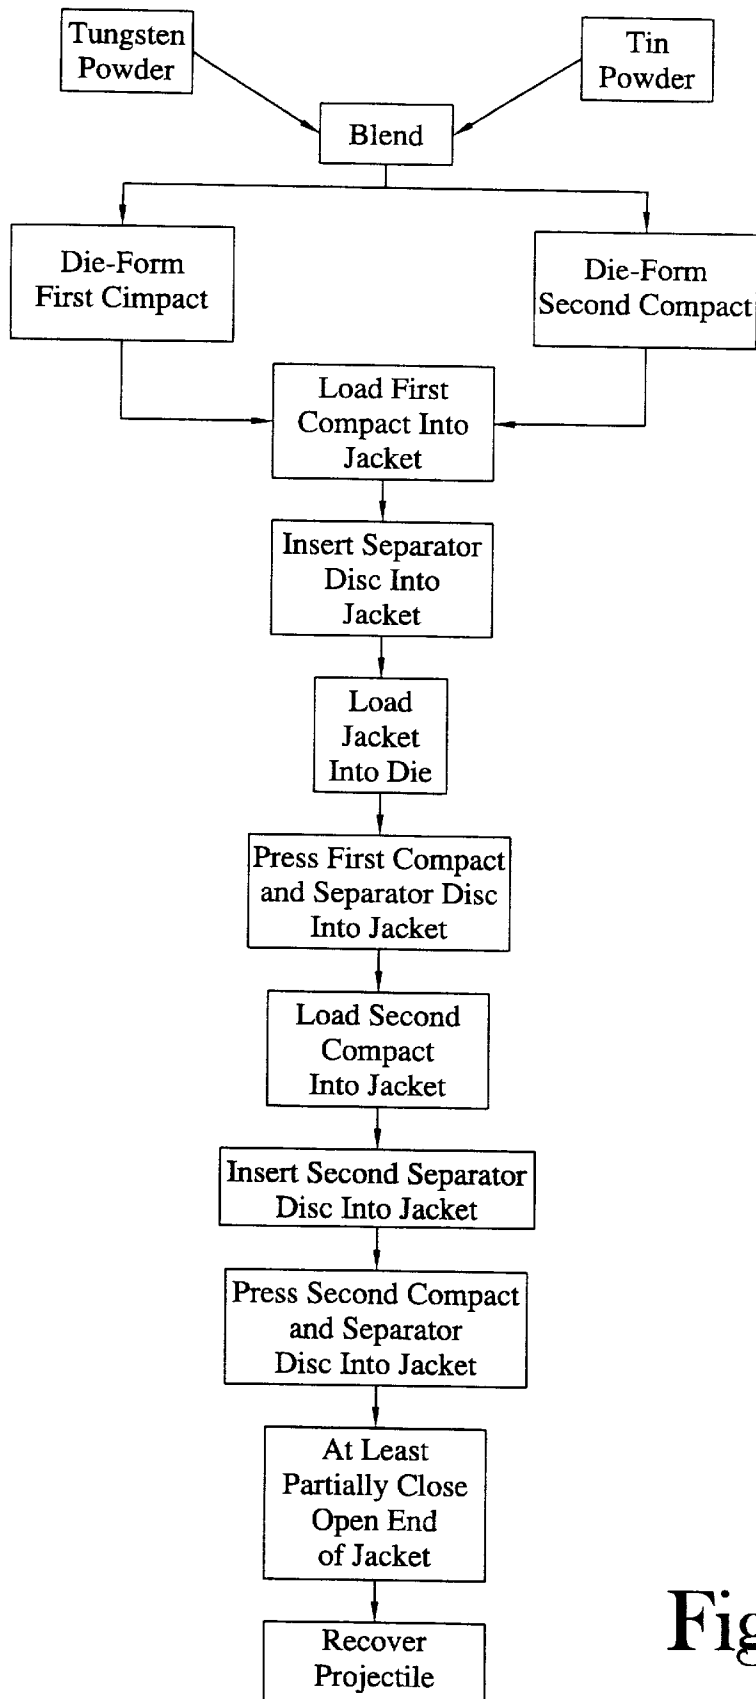 Tungsten
Powder
Tin
Powder
Blend
Die-Form
First Cimpact
Die-Form
Second Compact
Load First
Compact Into
Jacket
Insert Separator
Disc Into
Jacket
Load
Jacket
Into Die
Press First Compact
and Separator Disc
Into Jacket
Load Second
Compact
Into Jacket
Insert Second Separator
Disc Into Jacket
Press Second Compact
and Separator
Disc Into Jacket
At Least
Partially Close
Open End
of Jacket
Recover
Projectile
Fig